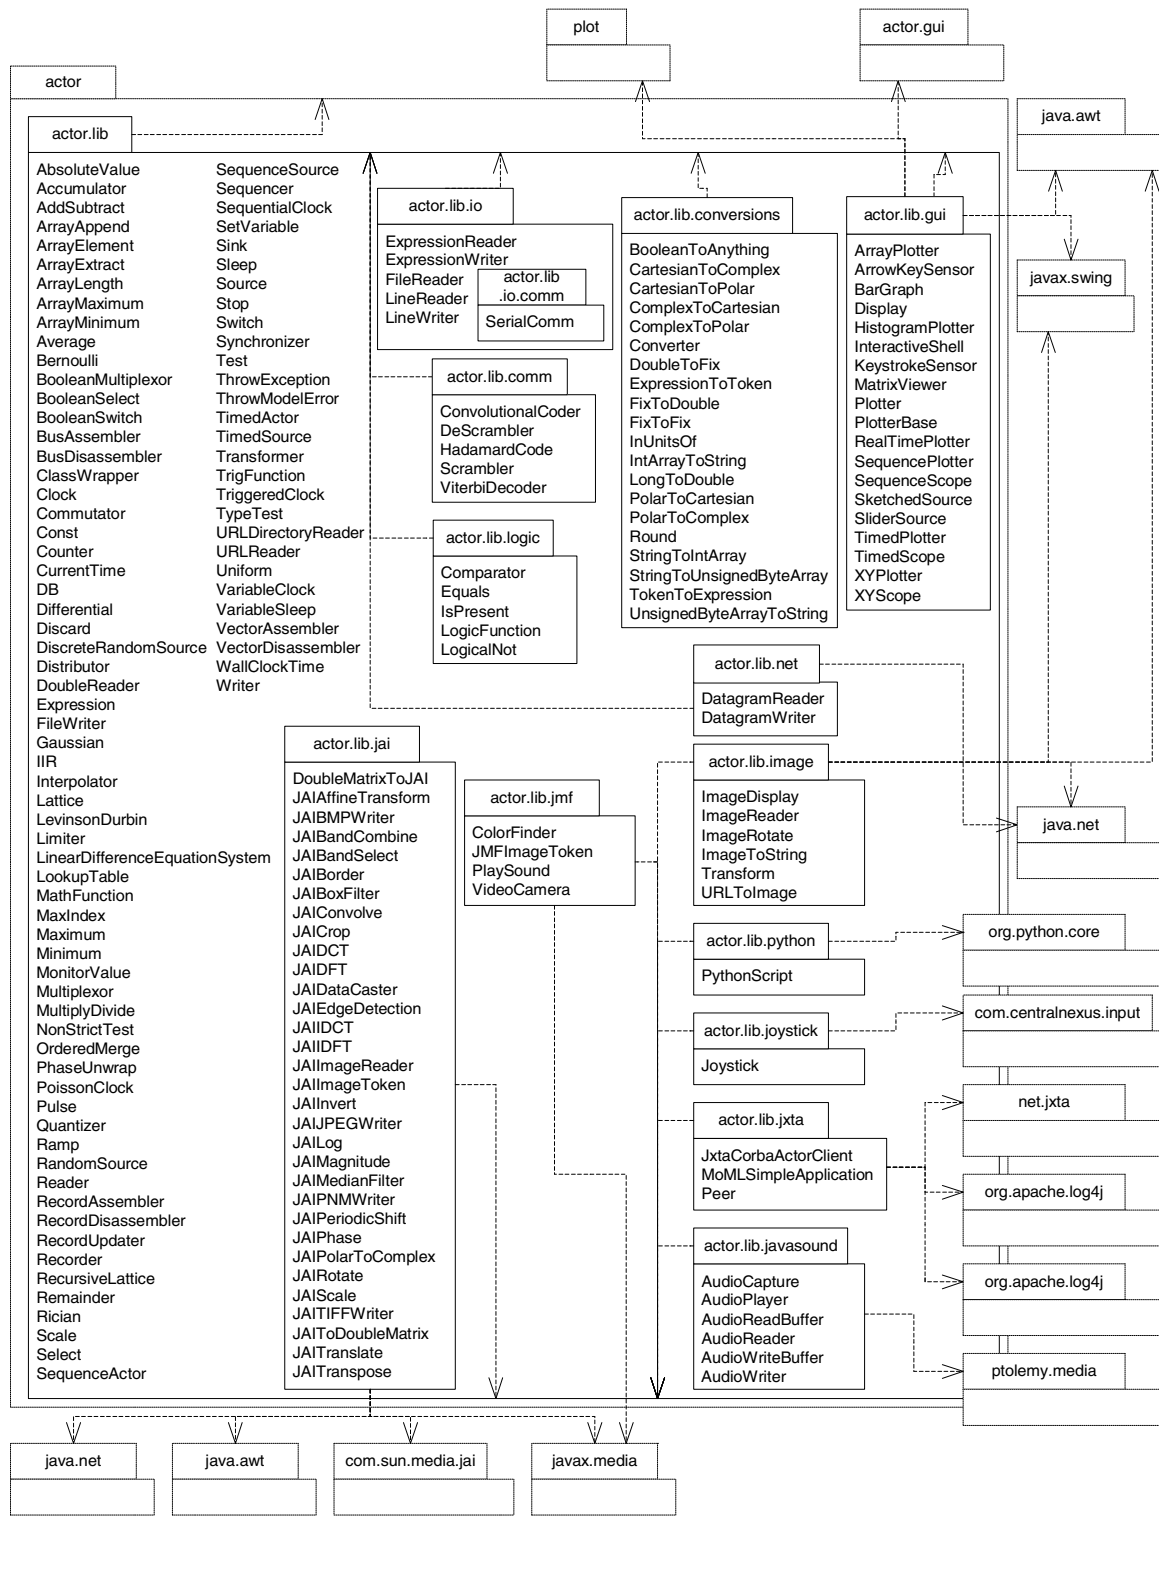 plot
actor.gui
actor
java.awt
actor.lib
AbsoluteValue
Accumulator
AddSubtract
ArrayAppend
ArrayElement
ArrayExtract
ArrayLength
ArrayMaximum
ArrayMinimum
Average
Bernoulli
BooleanMultiplexor
BooleanSelect
BooleanSwitch
BusAssembler
BusDisassembler
ClassWrapper
Clock
Commutator
Const
Counter
CurrentTime
DB
Differential
Discard
DiscreteRandomSource
Distributor
DoubleReader
Expression
FileWriter
Gaussian
IIR
Interpolator
Lattice
LevinsonDurbin
Limiter
LinearDifferenceEquationSystem
LookupTable
MathFunction
MaxIndex
Maximum
Minimum
MonitorValue
Multiplexor
MultiplyDivide
NonStrictTest
OrderedMerge
PhaseUnwrap
PoissonClock
Pulse
Quantizer
Ramp
RandomSource
Reader
RecordAssembler
RecordDisassembler
RecordUpdater
Recorder
RecursiveLattice
Remainder
Rician
Scale
Select
SequenceActor
SequenceSource
Sequencer
SequentialClock
SetVariable
Sink
Sleep
Source
Stop
Switch
Synchronizer
Test
ThrowException
ThrowModelError
TimedActor
TimedSource
Transformer
TrigFunction
TriggeredClock
TypeTest
URLDirectoryReader
URLReader
Uniform
VariableClock
VariableSleep
VectorAssembler
VectorDisassembler
WallClockTime
Writer
actor.lib.io
ExpressionReader
ExpressionWriter
FileReader
LineReader
LineWriter
actor.lib
.io.comm
SerialComm
actor.lib.comm
ConvolutionalCoder
DeScrambler
HadamardCode
Scrambler
ViterbiDecoder
actor.lib.logic
Comparator
Equals
IsPresent
LogicFunction
LogicalNot
actor.lib.conversions
BooleanToAnything
CartesianToComplex
CartesianToPolar
ComplexToCartesian
ComplexToPolar
Converter
DoubleToFix
ExpressionToToken
FixToDouble
FixToFix
InUnitsOf
IntArrayToString
LongToDouble
PolarToCartesian
PolarToComplex
Round
StringToIntArray
StringToUnsignedByteArray
TokenToExpression
UnsignedByteArrayToString
actor.lib.gui
ArrayPlotter
ArrowKeySensor
BarGraph
Display
HistogramPlotter
InteractiveShell
KeystrokeSensor
MatrixViewer
Plotter
PlotterBase
RealTimePlotter
SequencePlotter
SequenceScope
SketchedSource
SliderSource
TimedPlotter
TimedScope
XYPlotter
XYScope
javax.swing
actor.lib.net
DatagramReader
DatagramWriter
actor.lib.jai
DoubleMatrixToJAI
JAIAffineTransform
JAIBMPWriter
JAIBandCombine
JAIBandSelect
JAIBorder
JAIBoxFilter
JAIConvolve
JAICrop
JAIDCT
JAIDFT
JAIDataCaster
JAIEdgeDetection
JAIIDCT
JAIIDFT
JAIImageReader
JAIImageToken
JAIInvert
JAIJPEGWriter
JAILog
JAIMagnitude
JAIMedianFilter
JAIPNMWriter
JAIPeriodicShift
JAIPhase
JAIPolarToComplex
JAIRotate
JAIScale
JAITIFFWriter
JAIToDoubleMatrix
JAITranslate
JAITranspose
actor.lib.jmf
ColorFinder
JMFImageToken
PlaySound
VideoCamera
actor.lib.image
ImageDisplay
ImageReader
ImageRotate
ImageToString
Transform
URLToImage
java.net
actor.lib.python
PythonScript
org.python.core
actor.lib.joystick
Joystick
com.centralnexus.input
actor.lib.jxta
JxtaCorbaActorClient
MoMLSimpleApplication
Peer
net.jxta
org.apache.log4j
org.apache.log4j
actor.lib.javasound
AudioCapture
AudioPlayer
AudioReadBuffer
AudioReader
AudioWriteBuffer
AudioWriter
ptolemy.media
java.net
java.awt
com.sun.media.jai
javax.media